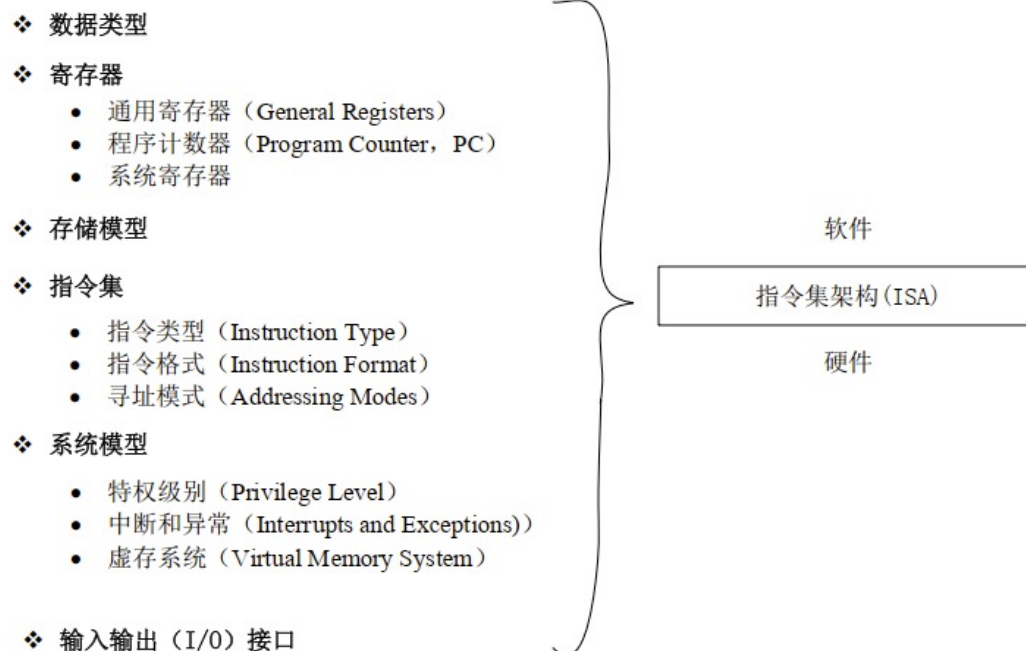 ❖ 数据类型
❖ 寄存器
• 通用寄存器（General Registers）
• 程序计数器（Program Counter，PC）
• 系统寄存器
❖ 存储模型
❖ 指令集
• 指令类型（Instruction Type）
• 指令格式（Instruction Format）
• 寻址模式（Addressing Modes）
❖ 系统模型
• 特权级别（Privilege Level）
• 中断和异常（Interrupts and Exceptions)）
• 虚存系统（Virtual Memory System）
❖ 输入输出（I/O）接口
软件
指令集架构(ISA)
硬件